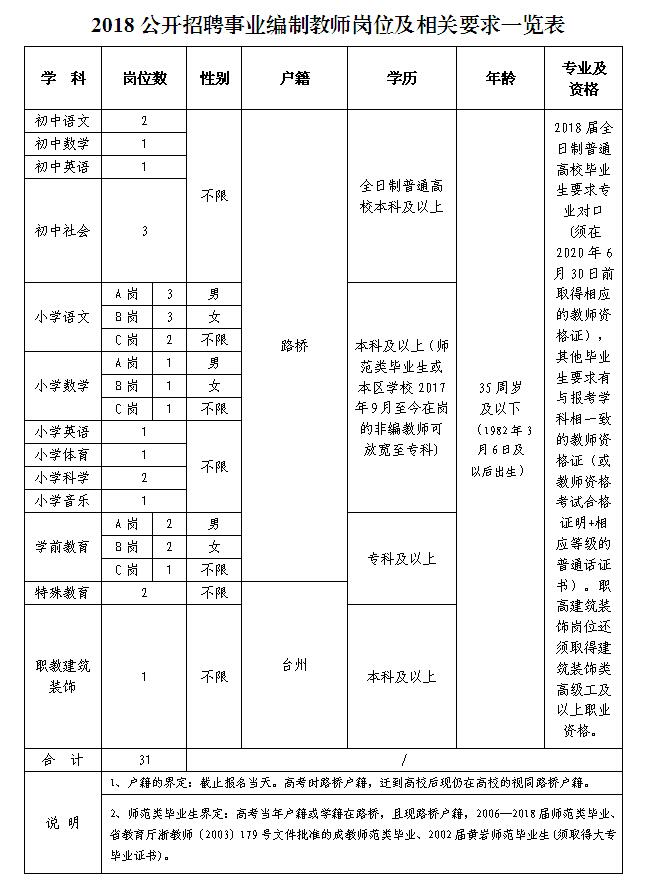 2018公开招聘事业编制教师岗位及相关要求一览表
学 科 岗位数 性别 户籍 学历 年龄 专业及
资格
初中语文 2
初中数学 1
初中英语 1
初中社会 3
不限
全日制普通高
校本科及以上
小学语文
A岗 3 男
B岗 3 女
C岗 2 不限
小学数学
A岗 1 男
B岗 1 女
C岗 1 不限
小学英语 1
小学体育 1
小学科学 2
小学音乐 1
不限
路桥
本科及以上（师
范类毕业生或
本区学校2017
年9月至今在岗
的非编教师可
放宽至专科）
学前教育
A岗 2 男
B岗 2 女
C岗 1 不限
特殊教育 2 不限
专科及以上
职教建筑
装饰
1 不限
台州
本科及以上
35周岁
及以下
（1982年3
月6日及
以后出生）
2018届全
日制普通
高校毕业
生要求专
业对口
(须在
2020年6
月30日前
取得相应
的教师资
格证），
其他毕业
生要求有
与报考学
科相一致
的教师资
格证（或
教师资格
考试合格
证明+相
应等级的
普通话证
书）。职
高建筑装
饰岗位还
须取得建
筑装饰类
高级工及
以上职业
资格。
合 计 31 /
说 明
1、户籍的界定：截止报名当天。高考时路桥户籍，迁到高校后现仍在高校的视同路桥户籍。
2、师范类毕业生界定：高考当年户籍或学籍在路桥，且现路桥户籍，2006—2018届师范类毕业、
省教育厅浙教师〔2003〕179号文件批准的成教师范类毕业、2002届黄岩师范毕业生(须取得大专
毕业证书)。